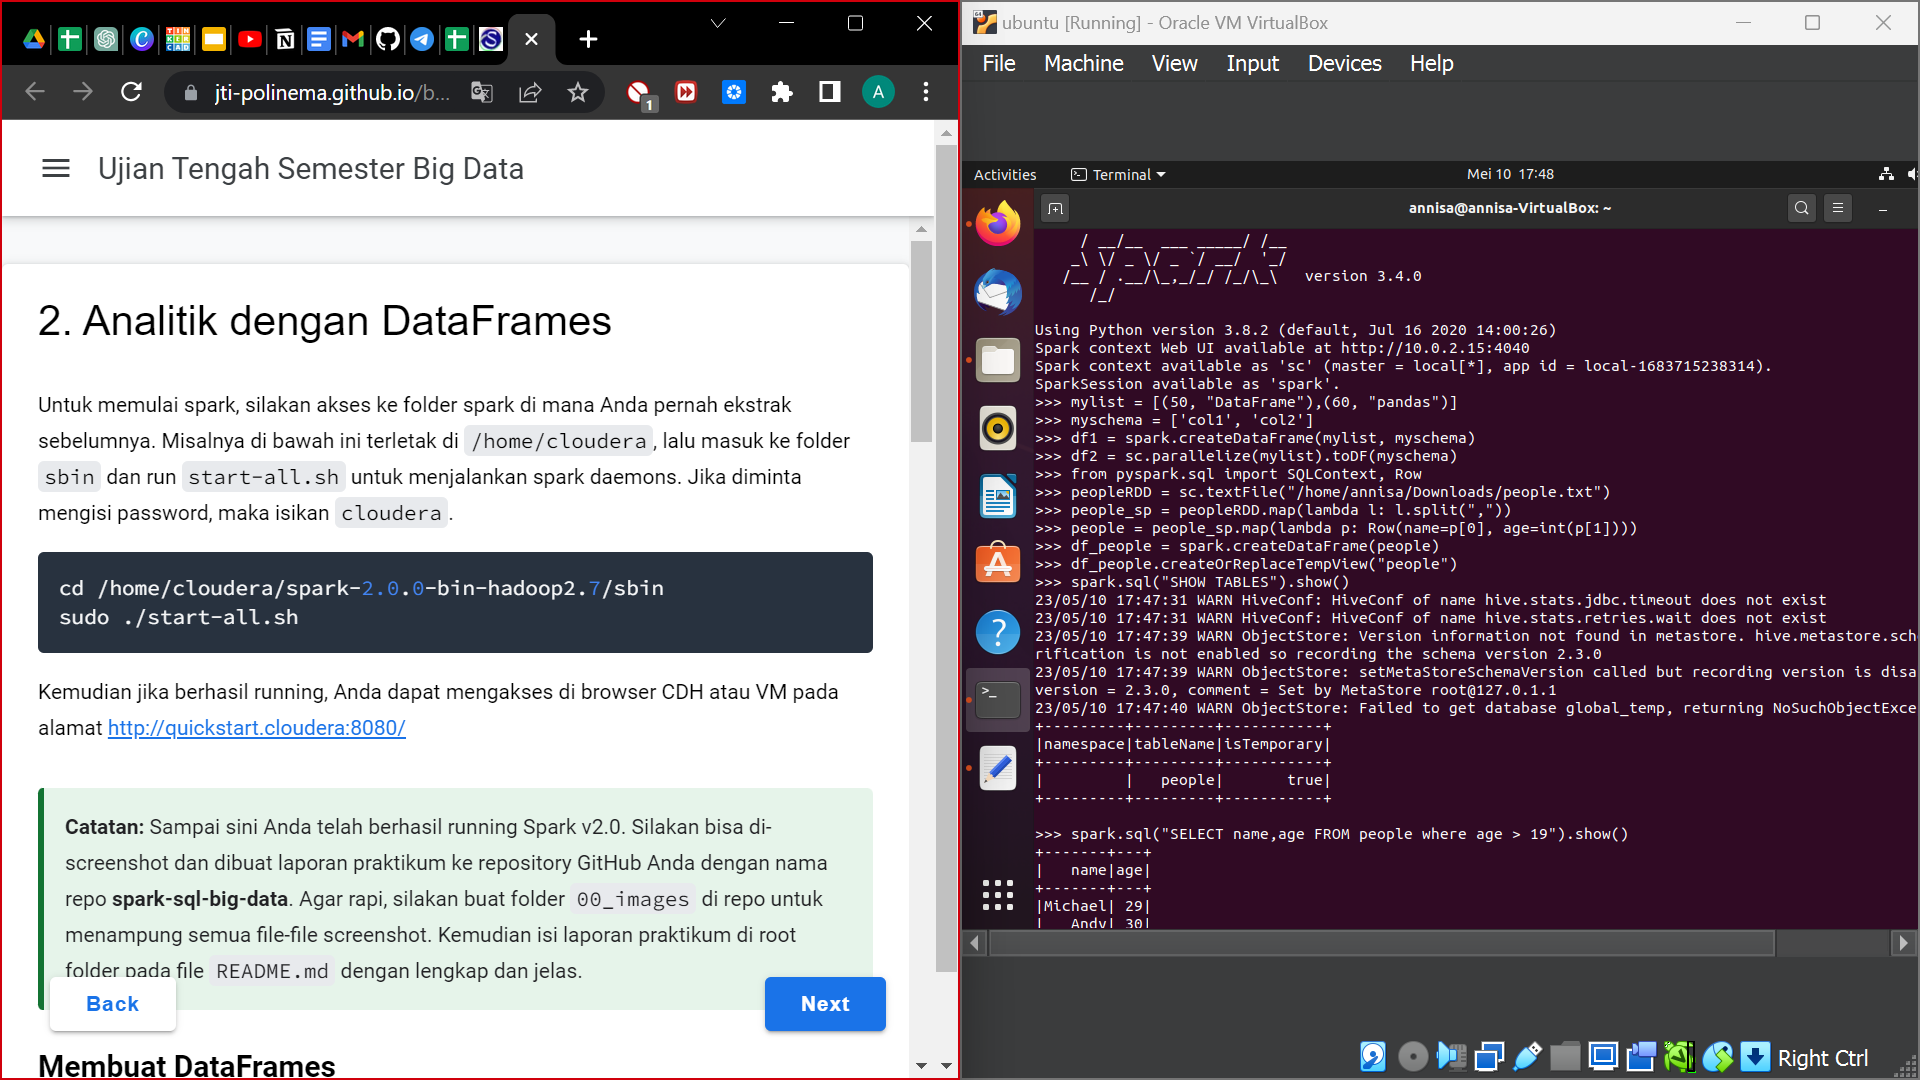 jti-polinema.github.io/b...
1
A
Ujian Tengah Semester Big Data
2. Analitik dengan DataFrames
Untuk memulai spark, silakan akses ke folder spark di mana Anda pernah ekstrak
sebelumnya. Misalnya di bawah ini terletak di /home/cloudera, lalu masuk ke folder
sbin dan run start-all.sh untuk menjalankan spark daemons. Jika diminta
mengisi password, maka isikan cloudera.
cd /home/cloudera/spark-2.0.0-bin-hadoop2.7/sbin
sudo ./start-all.sh
Kemudian jika berhasil running, Anda dapat mengakses di browser CDH atau VM pada
alamat http://quickstart.cloudera:8080/
Catatan: Sampai sini Anda telah berhasil running Spark v2.0. Silakan bisa di-
screenshot dan dibuat laporan praktikum ke repository GitHub Anda dengan nama
repo spark-sql-big-data. Agar rapi, silakan buat folder 00_images di repo untuk
menampung semua file-file screenshot. Kemudian isi laporan praktikum di root
folder pada file README.md dengan lengkap dan jelas.
Back
Next
Membuat DataFrames
ubuntu [Running] - Oracle VM VirtualBox
File Machine View Input Devices Help
Activities Terminal Mei 10 17:48
annisa@annisa-VirtualBox: ~
    / __/__  ___ _____/ /__
   _\ \/ _ \/ _ `/ __/  '_/
  /__ / .__/\_,_/_/ /_/\_\   version 3.4.0
     /_/
Using Python version 3.8.2 (default, Jul 16 2020 14:00:26)
Spark context Web UI available at http://10.0.2.15:4040
Spark context available as 'sc' (master = local[*], app id = local-1683715238314).
SparkSession available as 'spark'.
>>> mylist = [(50, "DataFrame"),(60, "pandas")]
>>> myschema = ['col1', 'col2']
>>> df1 = spark.createDataFrame(mylist, myschema)
>>> df2 = sc.parallelize(mylist).toDF(myschema)
>>> from pyspark.sql import SQLContext, Row
>>> peopleRDD = sc.textFile("/home/annisa/Downloads/people.txt")
>>> people_sp = peopleRDD.map(lambda l: l.split(","))
>>> people = people_sp.map(lambda p: Row(name=p[0], age=int(p[1])))
>>> df_people = spark.createDataFrame(people)
>>> df_people.createOrReplaceTempView("people")
>>> spark.sql("SHOW TABLES").show()
23/05/10 17:47:31 WARN HiveConf: HiveConf of name hive.stats.jdbc.timeout does not exist
23/05/10 17:47:31 WARN HiveConf: HiveConf of name hive.stats.retries.wait does not exist
23/05/10 17:47:39 WARN ObjectStore: Version information not found in metastore. hive.metastore.sch
rification is not enabled so recording the schema version 2.3.0
23/05/10 17:47:39 WARN ObjectStore: setMetaStoreSchemaVersion called but recording version is disa
version = 2.3.0, comment = Set by MetaStore root@127.0.1.1
23/05/10 17:47:40 WARN ObjectStore: Failed to get database global_temp, returning NoSuchObjectExce
+---------+---------+-----------+
|namespace|tableName|isTemporary|
+---------+---------+-----------+
|         |   people|       true|
+---------+---------+-----------+
>>> spark.sql("SELECT name,age FROM people where age > 19").show()
+-------+---+
|   name|age|
+-------+---+
|Michael| 29|
|   Andy| 30|
Right Ctrl